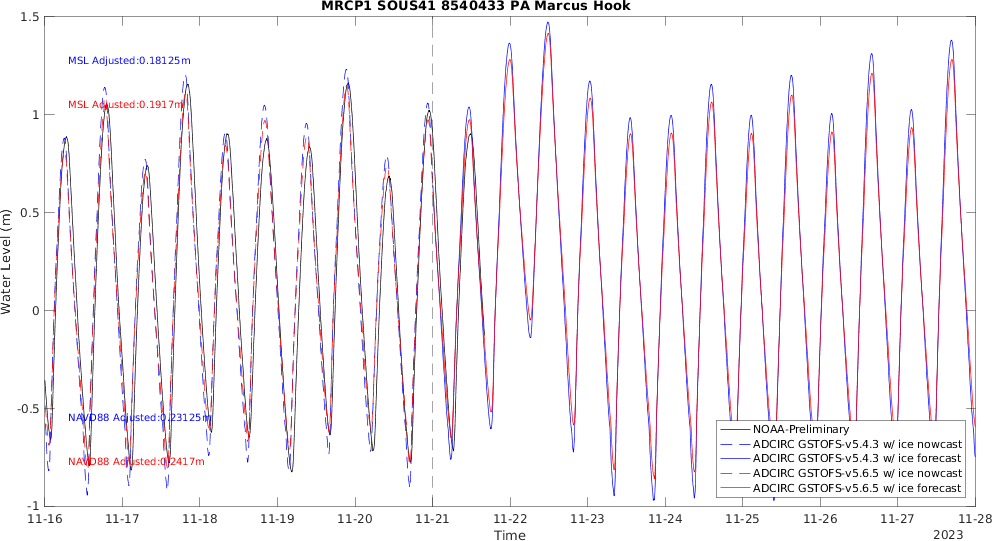 MRCP1 SOUS41 8540433 PA Marcus Hook
1.5
1
0.5
0
-0.5
-1
Water Level (m)
MSL Adjusted:0.18125m
MSL Adjusted:0.1917m
NAVD88 Adjusted:0.23125m
NAVD88 Adjusted:0.2417m
NOAA-Preliminary
ADCIRC GSTOFS-v5.4.3 w/ ice nowcast
ADCIRC GSTOFS-v5.4.3 w/ ice forecast
ADCIRC GSTOFS-v5.6.5 w/ ice nowcast
ADCIRC GSTOFS-v5.6.5 w/ ice forecast
11-16 11-17 11-18 11-19 11-20 11-21 11-22 11-23 11-24 11-25 11-26 11-27 11-28
Time
2023